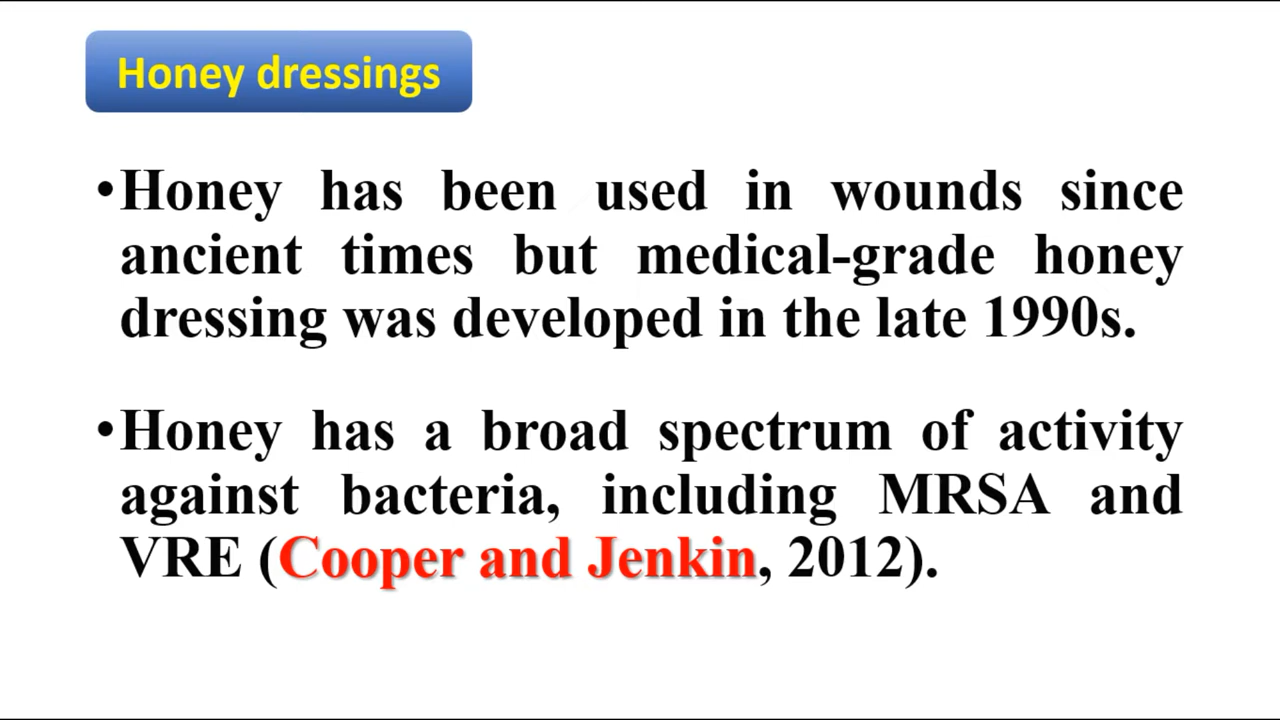 Honey dressings
•Honey has been used in wounds since
ancient times but medical-grade honey
dressing was developed in the late 1990s.
•Honey has a broad spectrum of activity
against bacteria, including MRSA and
VRE (Cooper and Jenkin, 2012).